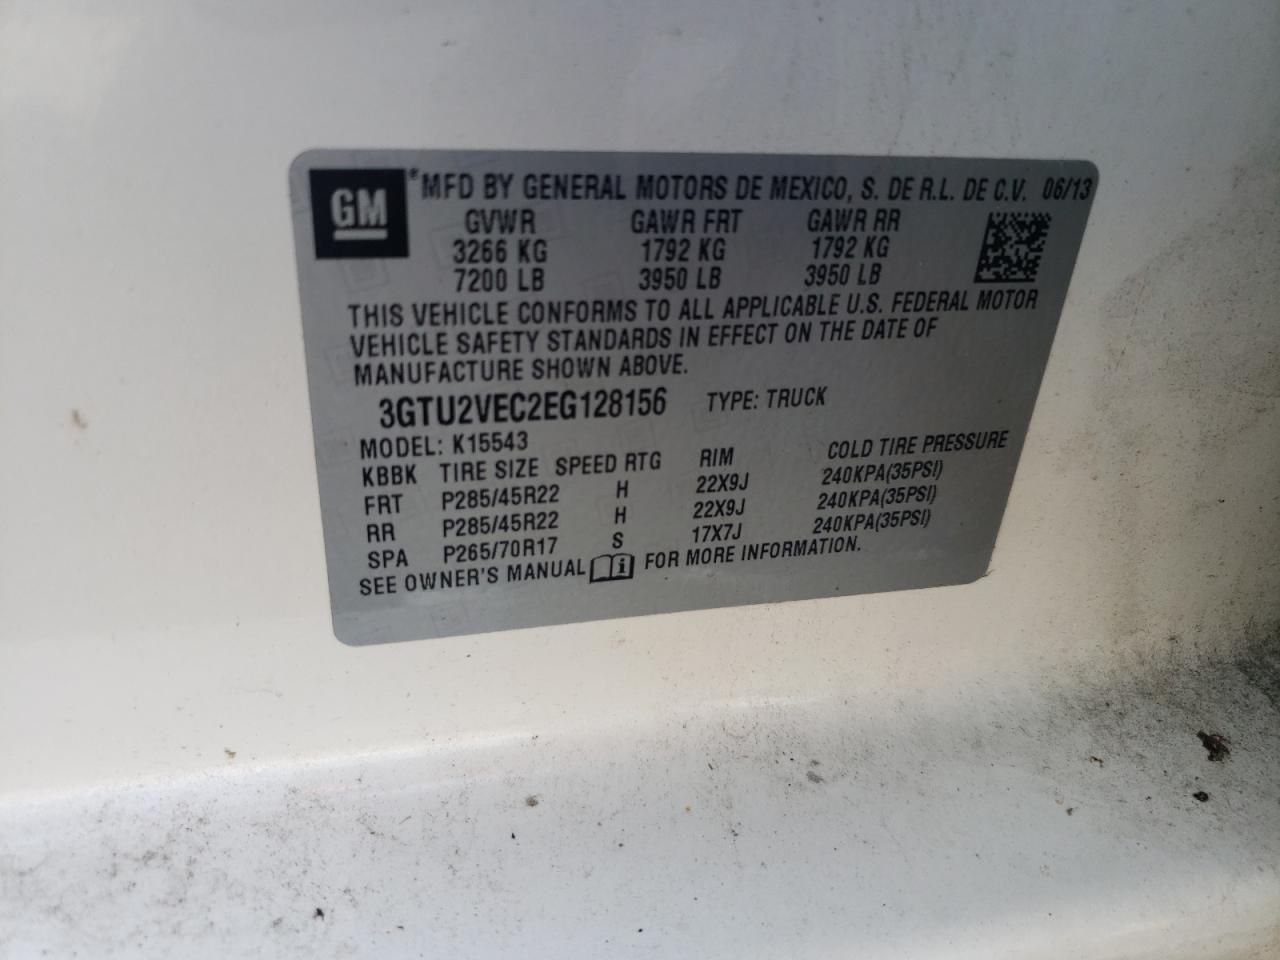 GM ® MFD BY GENERAL MOTORS DE MEXICO, S. DE R.L. DE C.V. 06/13
GVWR GAWR FRT GAWR RR
3266 KG 1792 KG 1792 KG
7200 LB 3950 LB 3950 LB
THIS VEHICLE CONFORMS TO ALL APPLICABLE U.S. FEDERAL MOTOR
VEHICLE SAFETY STANDARDS IN EFFECT ON THE DATE OF
MANUFACTURE SHOWN ABOVE.
3GTU2VEC2EG128156 TYPE: TRUCK
MODEL: K15543
KBBK TIRE SIZE SPEED RTG RIM COLD TIRE PRESSURE
FRT P285/45R22 H 22X9J 240KPA(35PSI)
RR P285/45R22 H 22X9J 240KPA(35PSI)
SPA P265/70R17 S 17X7J 240KPA(35PSI)
SEE OWNER'S MANUAL i FOR MORE INFORMATION.